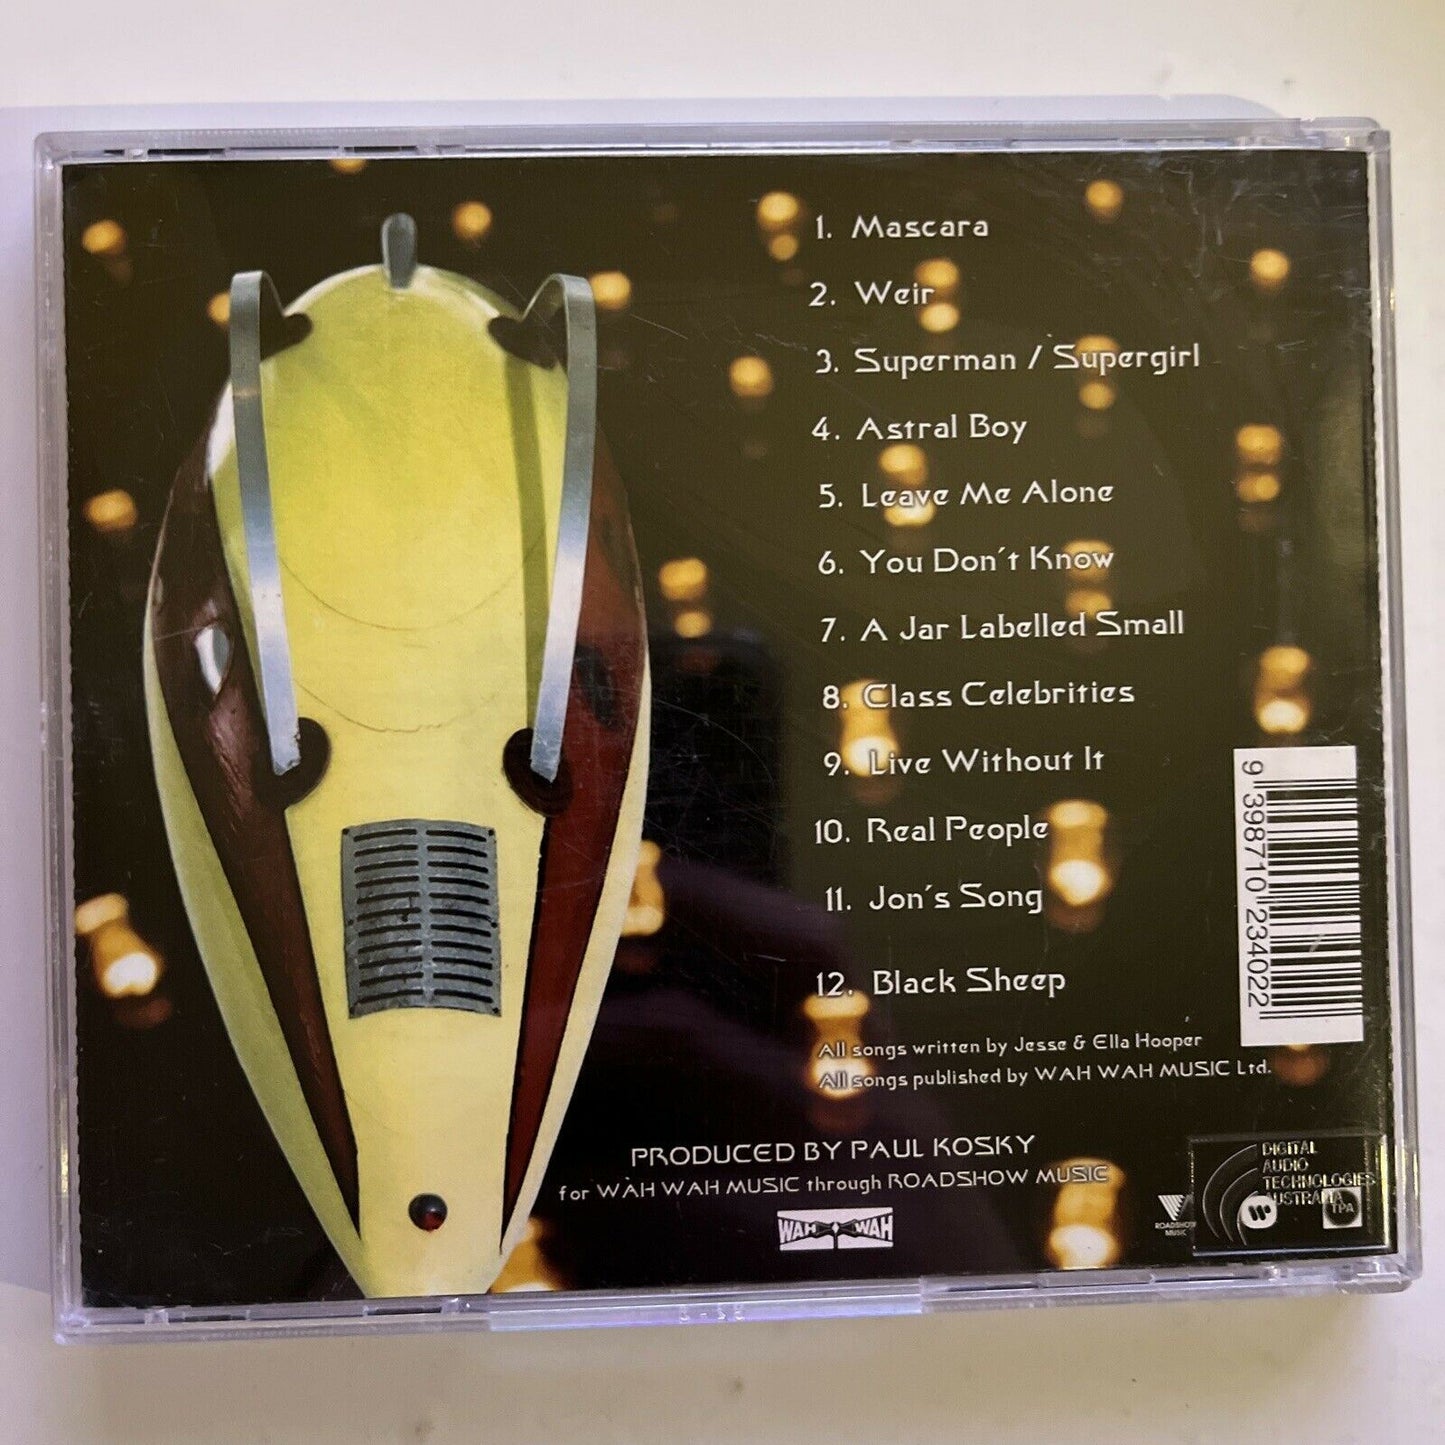 1. Mascara
2. Weir
3. Superman / Supergirl
4. Astral Boy
5. Leave Me Alone
6. You Don´t Know
7. A Jar Labelled Small
8. Class Celebrities
9. Live Without It
10. Real People
11. Jon´s Song
12. Black Sheep
All songs written by Jesse & Ella Hooper
All songs published by WAH WAH MUSIC Ltd.
PRODUCED BY PAUL KOSKY
for WAH WAH MUSIC through ROADSHOW MUSIC
WAH WAH
ROADSHOW
MUSIC
DIGITAL
AUDIO
TECHNOLOGIES
AUSTRALIA
TPA
9 398710 234022